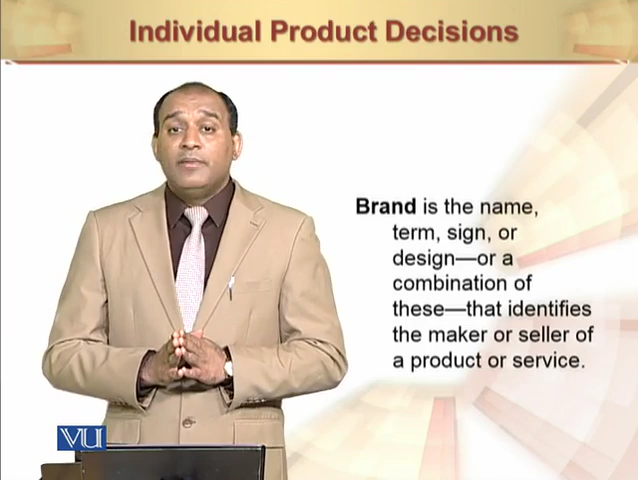 Individual Product Decisions
Brand is the name,
term, sign, or
design—or a
combination of
these—that identifies
the maker or seller of
a product or service.
VU